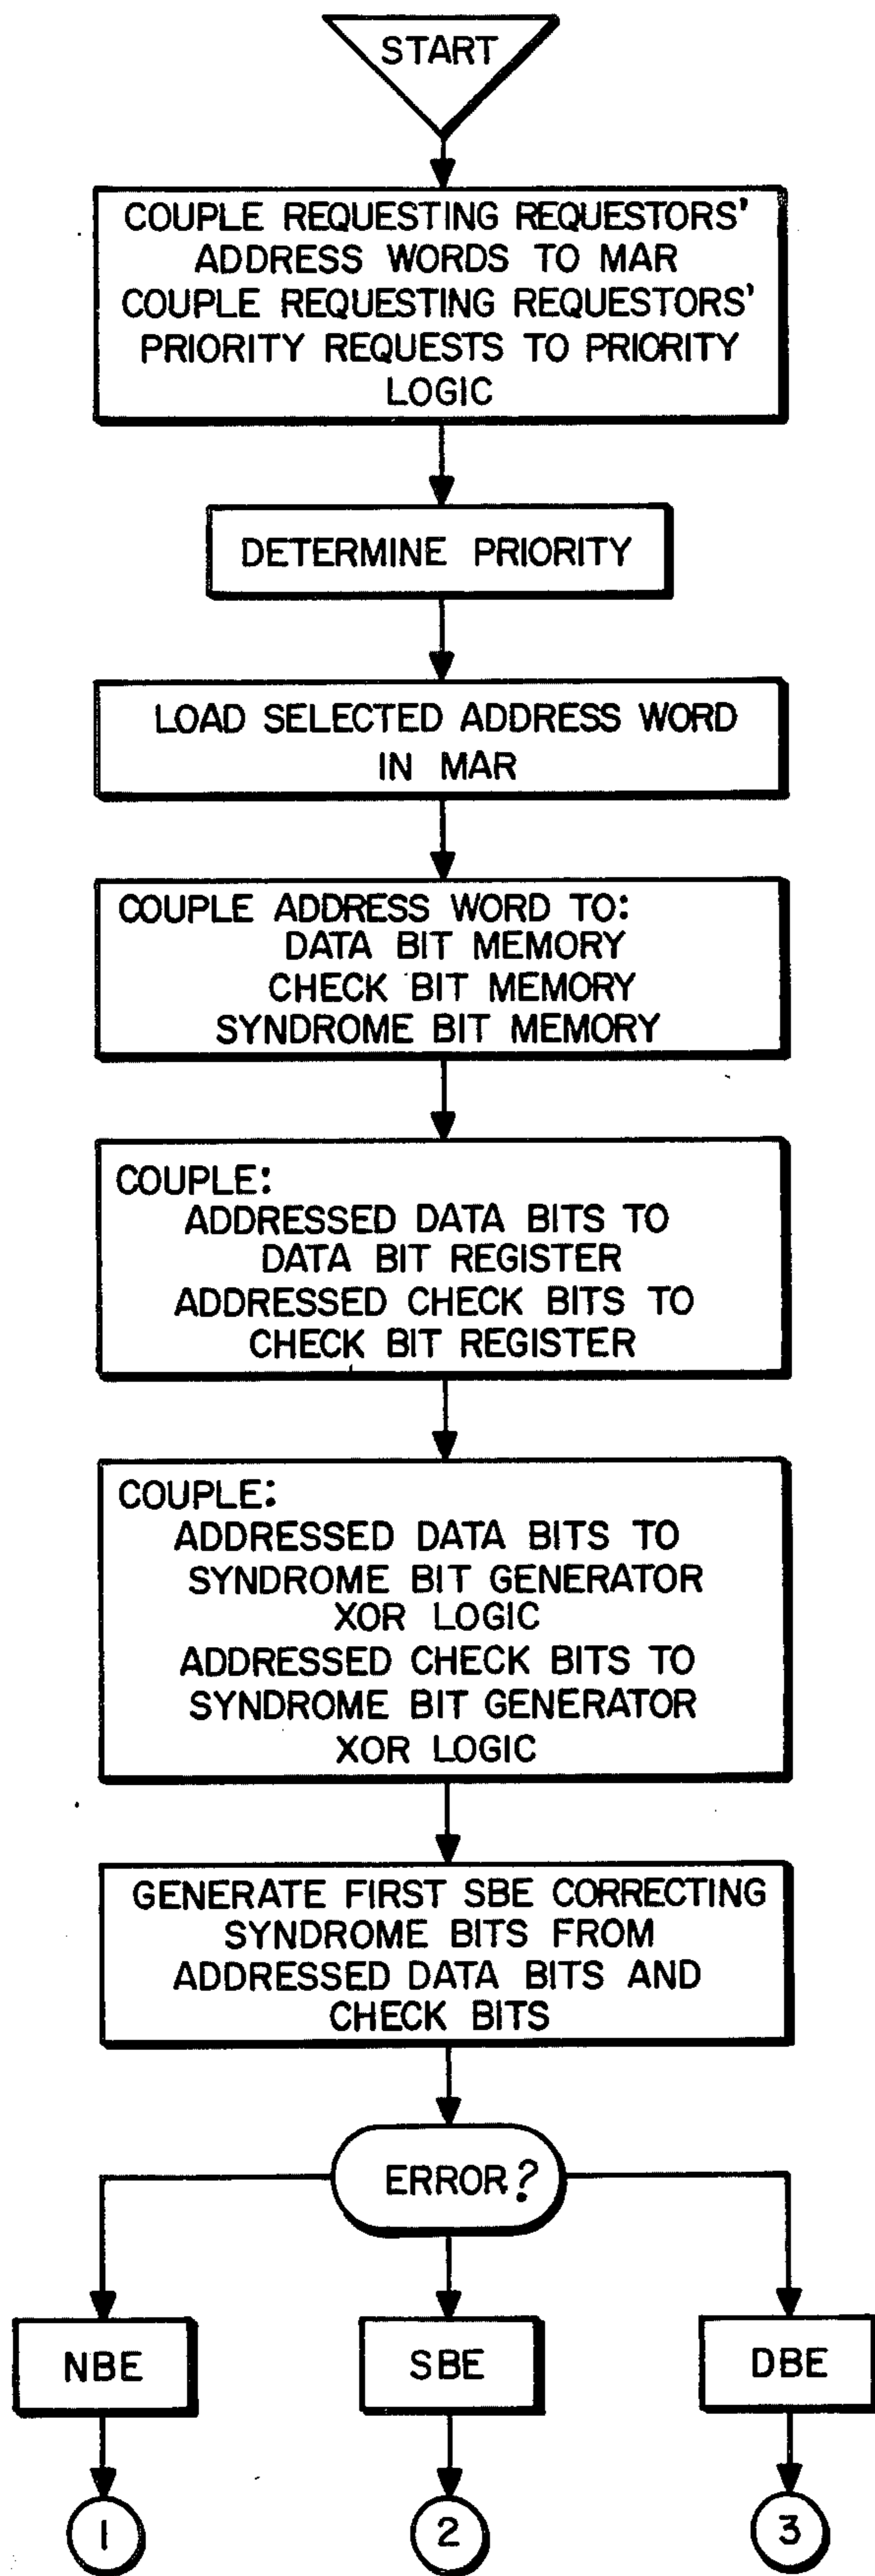 START
COUPLE REQUESTING REQUESTORS'
ADDRESS WORDS TO MAR
COUPLE REQUESTING REQUESTORS'
PRIORITY REQUESTS TO PRIORITY
LOGIC
DETERMINE PRIORITY
LOAD SELECTED ADDRESS WORD
IN MAR
COUPLE ADDRESS WORD TO:
DATA BIT MEMORY
CHECK BIT MEMORY
SYNDROME BIT MEMORY
COUPLE:
ADDRESSED DATA BITS TO
DATA BIT REGISTER
ADDRESSED CHECK BITS TO
CHECK BIT REGISTER
COUPLE:
ADDRESSED DATA BITS TO
SYNDROME BIT GENERATOR
XOR LOGIC
ADDRESSED CHECK BITS TO
SYNDROME BIT GENERATOR
XOR LOGIC
GENERATE FIRST SBE CORRECTING
SYNDROME BITS FROM
ADDRESSED DATA BITS AND
CHECK BITS
ERROR?
NBE SBE DBE
1 2 3